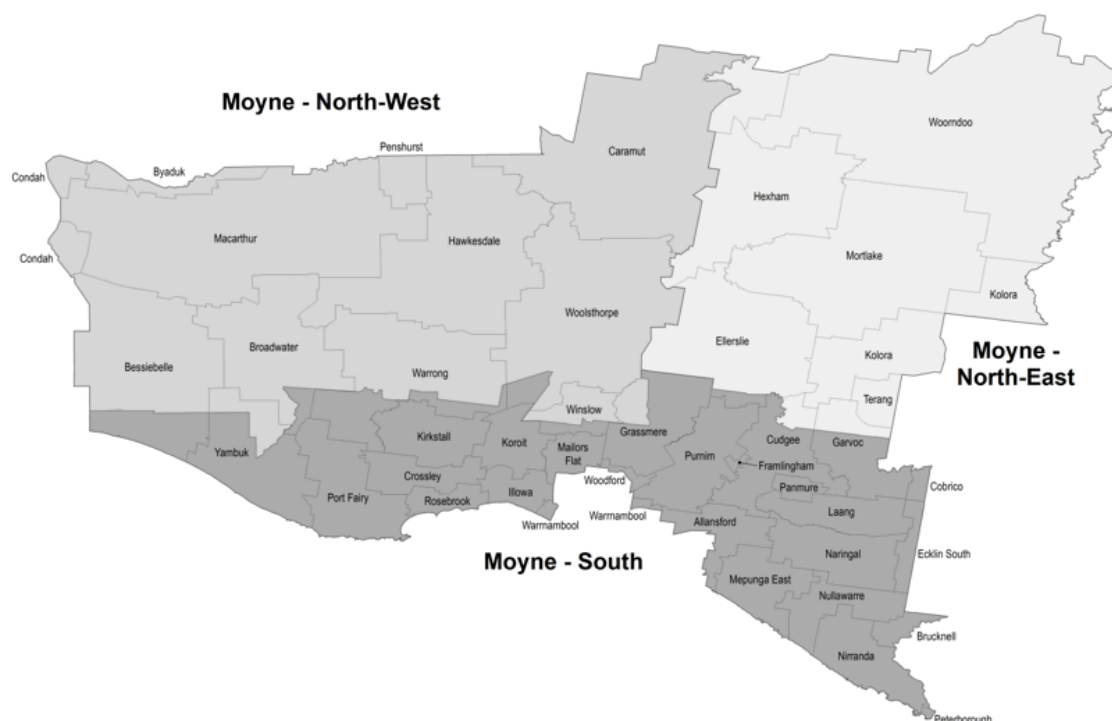 Moyne - North-West
Woorndoo
Penshurst
Caramut
Condah
Byaduk
Hexham
Macarthur
Hawkesdale
Condah
Mortlake
Kolora
Woolsthorpe
Ellerslie
Broadwater
Kolora
Moyne -
North-East
Bessiebelle
Warrong
Terang
Winslow
Kirkstall
Koroit
Grassmere
Cudgee
Garvoc
Yambuk
Mailors
Flat
Purnim
Framlingham
Crossley
Woodford
Panmure
Cobrico
Port Fairy
Rosebrook
Illowa
Laang
Warrnambool
Warrnambool
Allansford
Naringal
Ecklin South
Moyne - South
Mepunga East
Nullawarre
Brucknell
Nirranda
Peterborough